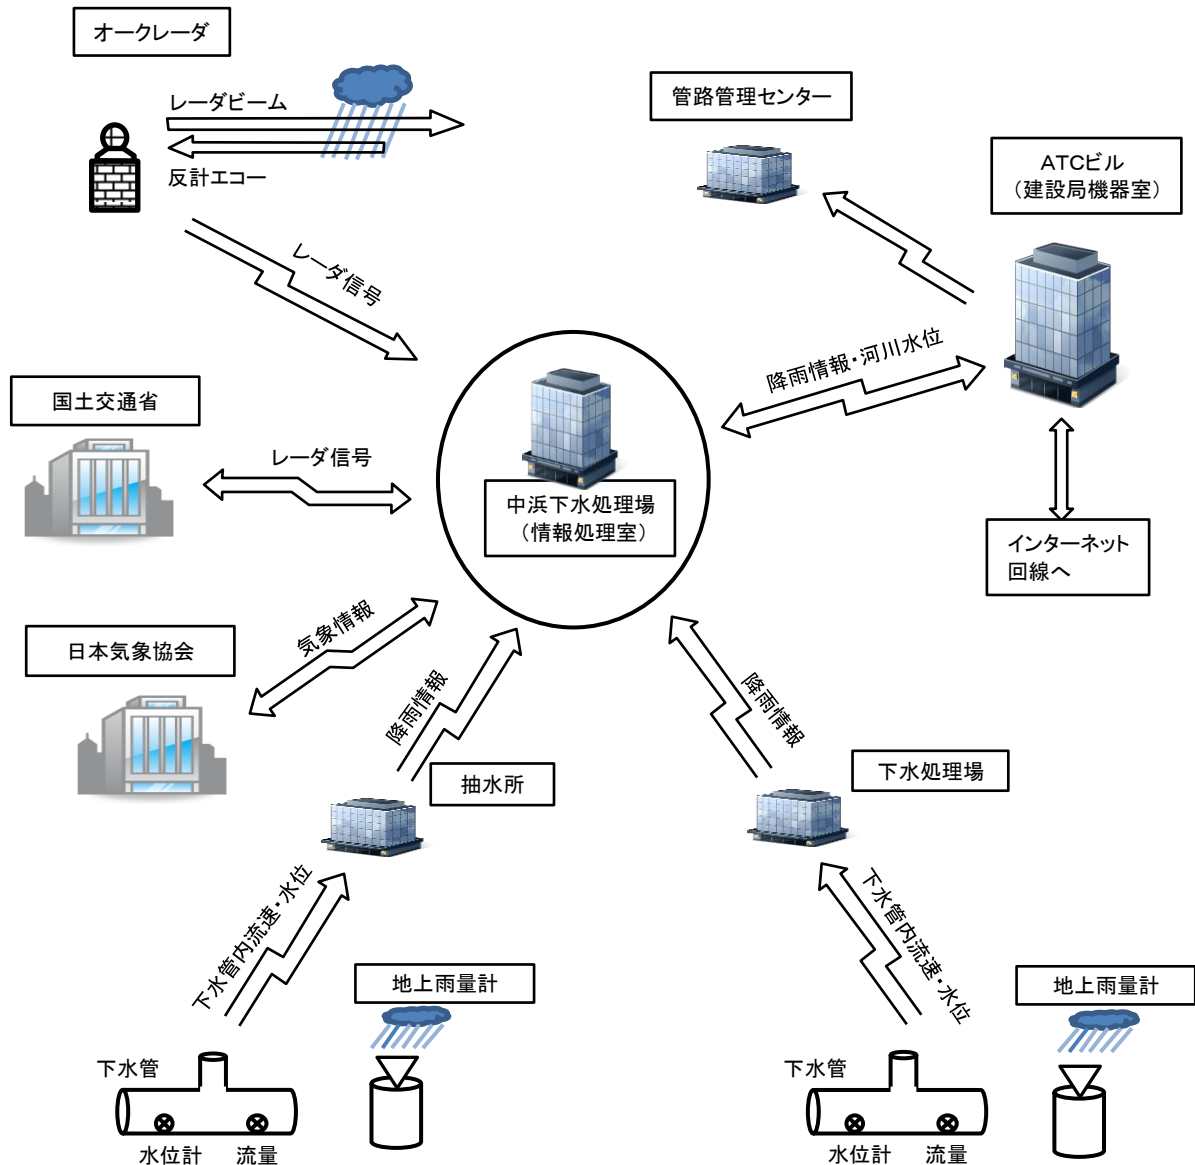 オークレーダ
レーダビーム
反計エコー
レーダ信号
管路管理センター
ATCビル
(建設局機器室)
降雨情報・河川水位
国土交通省
レーダ信号
中浜下水処理場
(情報処理室)
インターネット
回線へ
日本気象協会
気象情報
降雨情報
降雨情報
抽水所
下水処理場
下水管内流速・水位
下水管内流速・水位
地上雨量計
地上雨量計
下水管
水位計
流量
下水管
水位計
流量